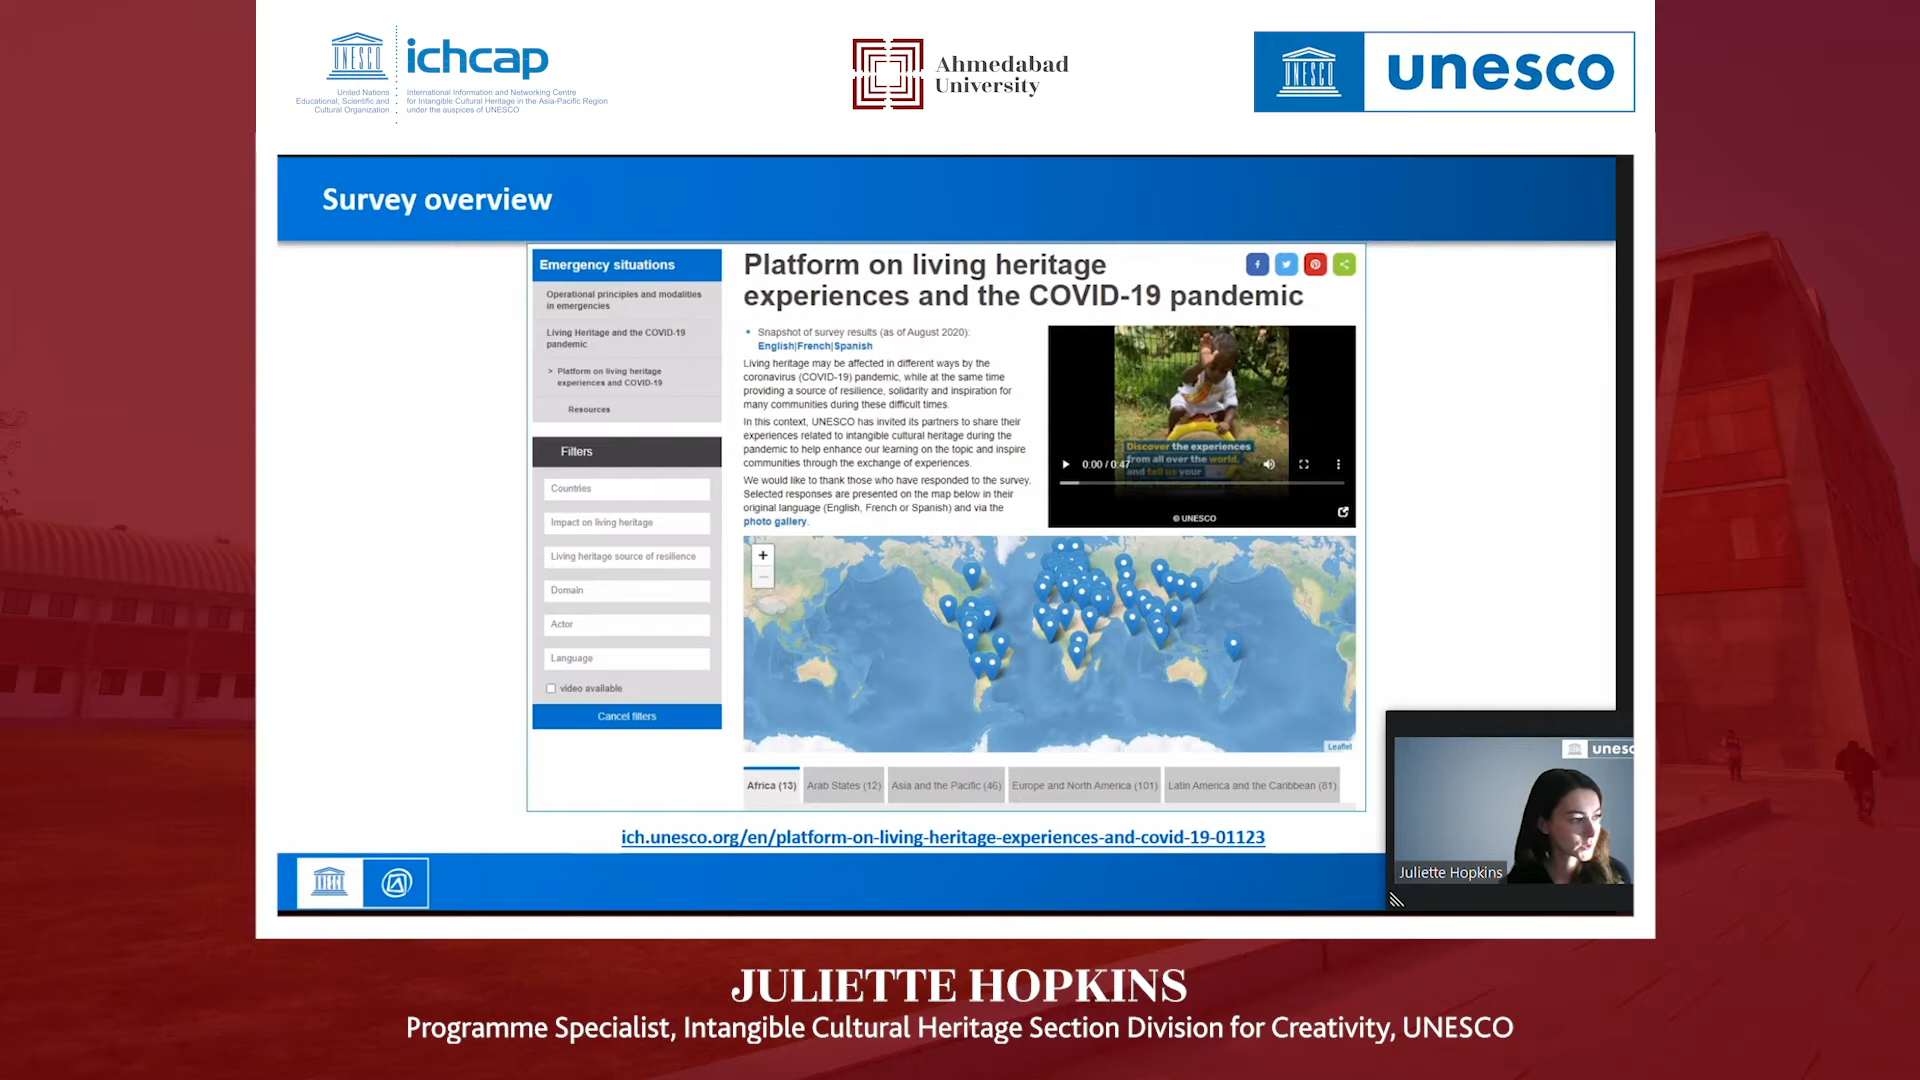 UNESCO
United Nations
Educational, Scientific and
Cultural Organization
ichcap
International Information and Networking Centre
for Intangible Cultural Heritage in the Asia-Pacific Region
under the auspices of UNESCO
Ahmedabad
University
unesco
Survey overview
Emergency situations
Operational principles and modalities
in emergencies
Living Heritage and the COVID-19
pandemic
> Platform on living heritage
experiences and COVID-19
Resources
Filters
Countries
Impact on living heritage
Living heritage source of resilience
Domain
Actor
Language
video available
Cancel filters
Platform on living heritage
experiences and the COVID-19 pandemic
Snapshot of survey results (as of August 2020):
English|French|Spanish
Living heritage may be affected in different ways by the
coronavirus (COVID-19) pandemic, while at the same time
providing a source of resilience, solidarity and inspiration for
many communities during these difficult times.
In this context, UNESCO has invited its partners to share their
experiences related to intangible cultural heritage during the
pandemic to help enhance our learning on the topic and inspire
communities through the exchange of experiences.
We would like to thank those who have responded to the survey.
Selected responses are presented on the map below in their
original language (English, French or Spanish) and via the
photo gallery.
Discover the experiences
from all over the world.
and tell us your
0:00 / 0:47
© UNESCO
+
−
Leaflet
Africa (13)
Arab States (12)
Asia and the Pacific (46)
Europe and North America (101)
Latin America and the Caribbean (81)
ich.unesco.org/en/platform-on-living-heritage-experiences-and-covid-19-01123
unesc
Juliette Hopkins
JULIETTE HOPKINS
Programme Specialist, Intangible Cultural Heritage Section Division for Creativity, UNESCO